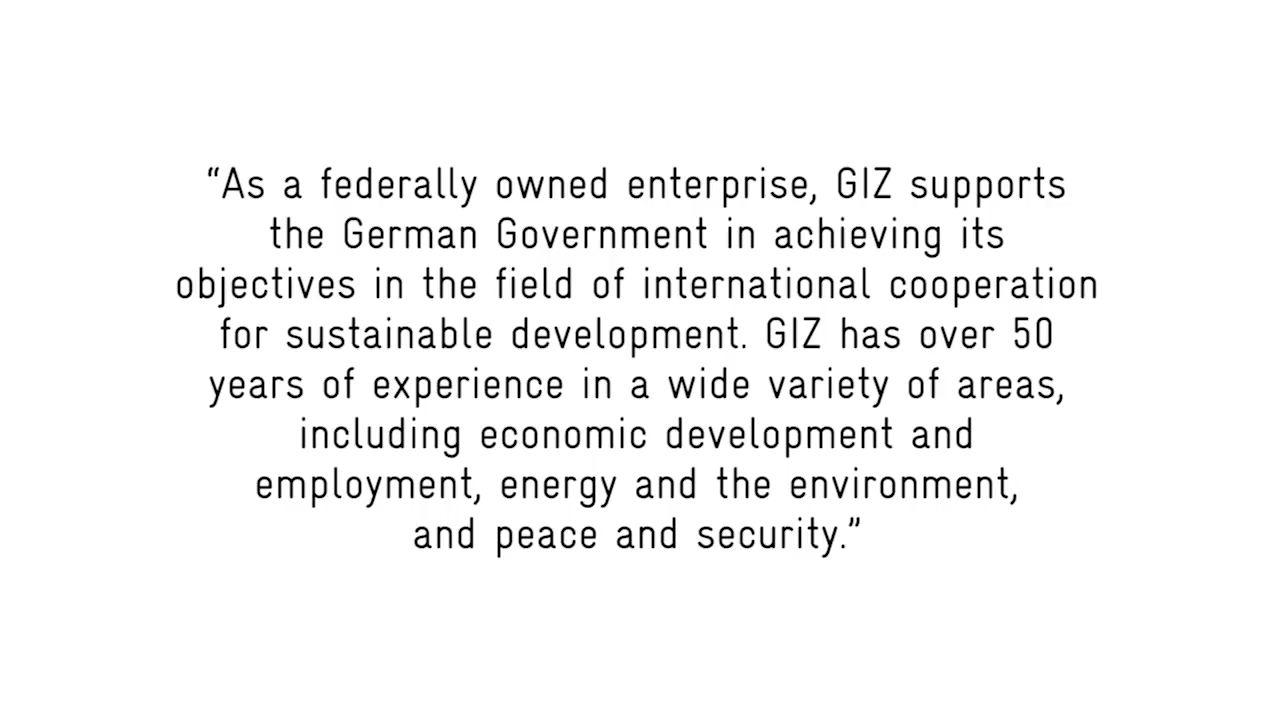 “As a federally owned enterprise, GIZ supports
the German Government in achieving its
objectives in the field of international cooperation
for sustainable development. GIZ has over 50
years of experience in a wide variety of areas,
including economic development and
employment, energy and the environment,
and peace and security.”